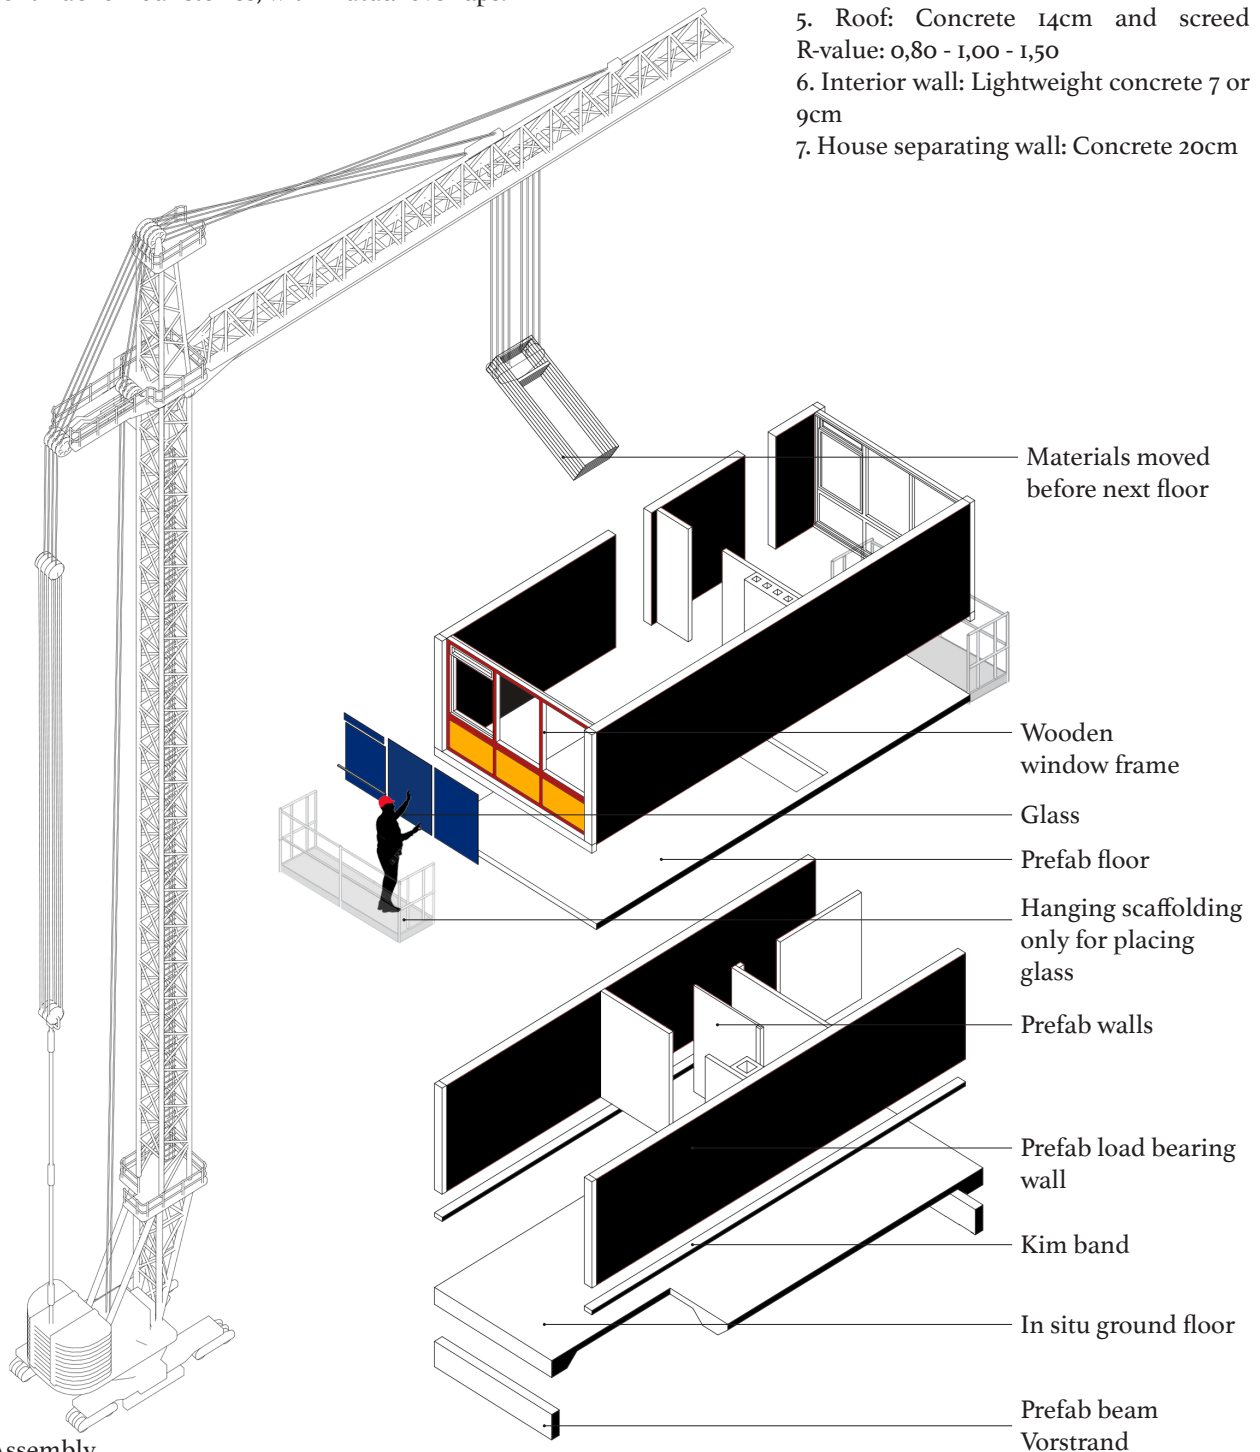 5. Roof: Concrete 14cm and screed
R-value: 0,80 - 1,00 - 1,50
6. Interior wall: Lightweight concrete 7 or
9cm
7. House separating wall: Concrete 20cm
Materials moved
before next floor
Wooden
window frame
Glass
Prefab floor
Hanging scaffolding
only for placing
glass
Prefab walls
Prefab load bearing
wall
Kim band
In situ ground floor
Prefab beam
Vorstrand